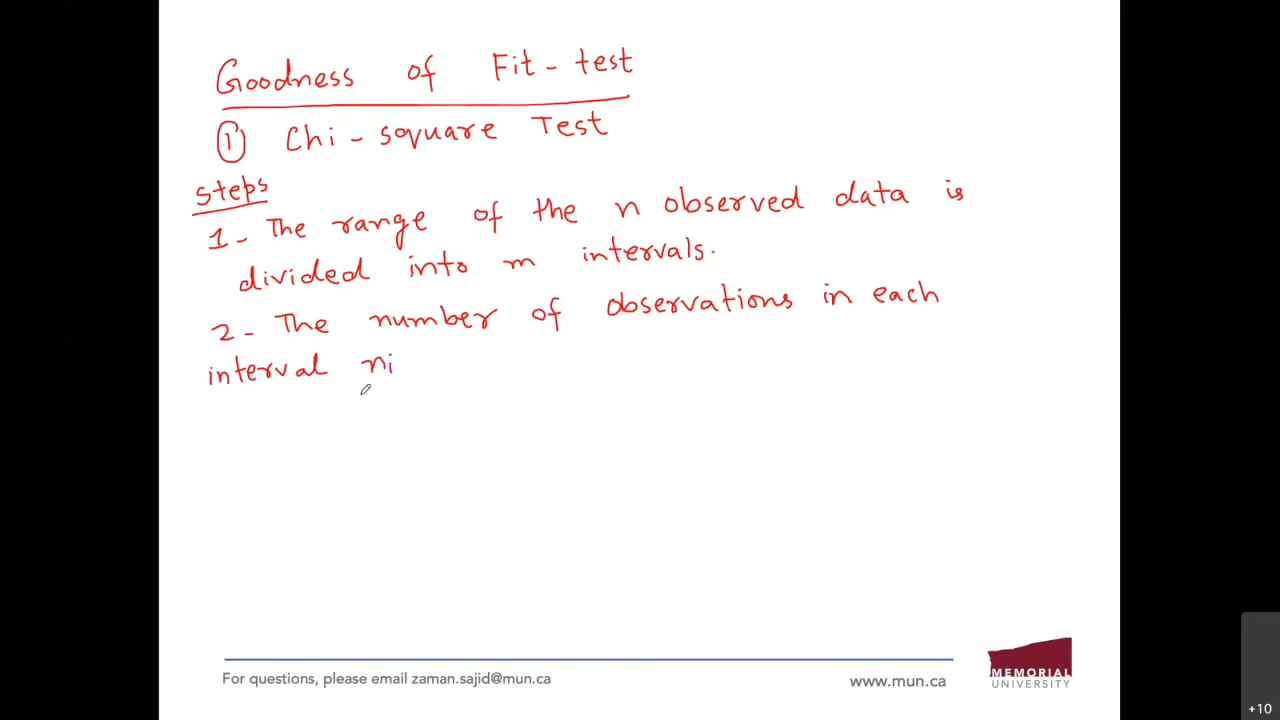 Goodness of Fit - test
① Chi - square Test
Steps
1 - The range of the n observed data is
divided into m intervals.
2 - The number of observations in each
interval ni
For questions, please email zaman.sajid@mun.ca
www.mun.ca
MEMORIAL
UNIVERSITY
+10